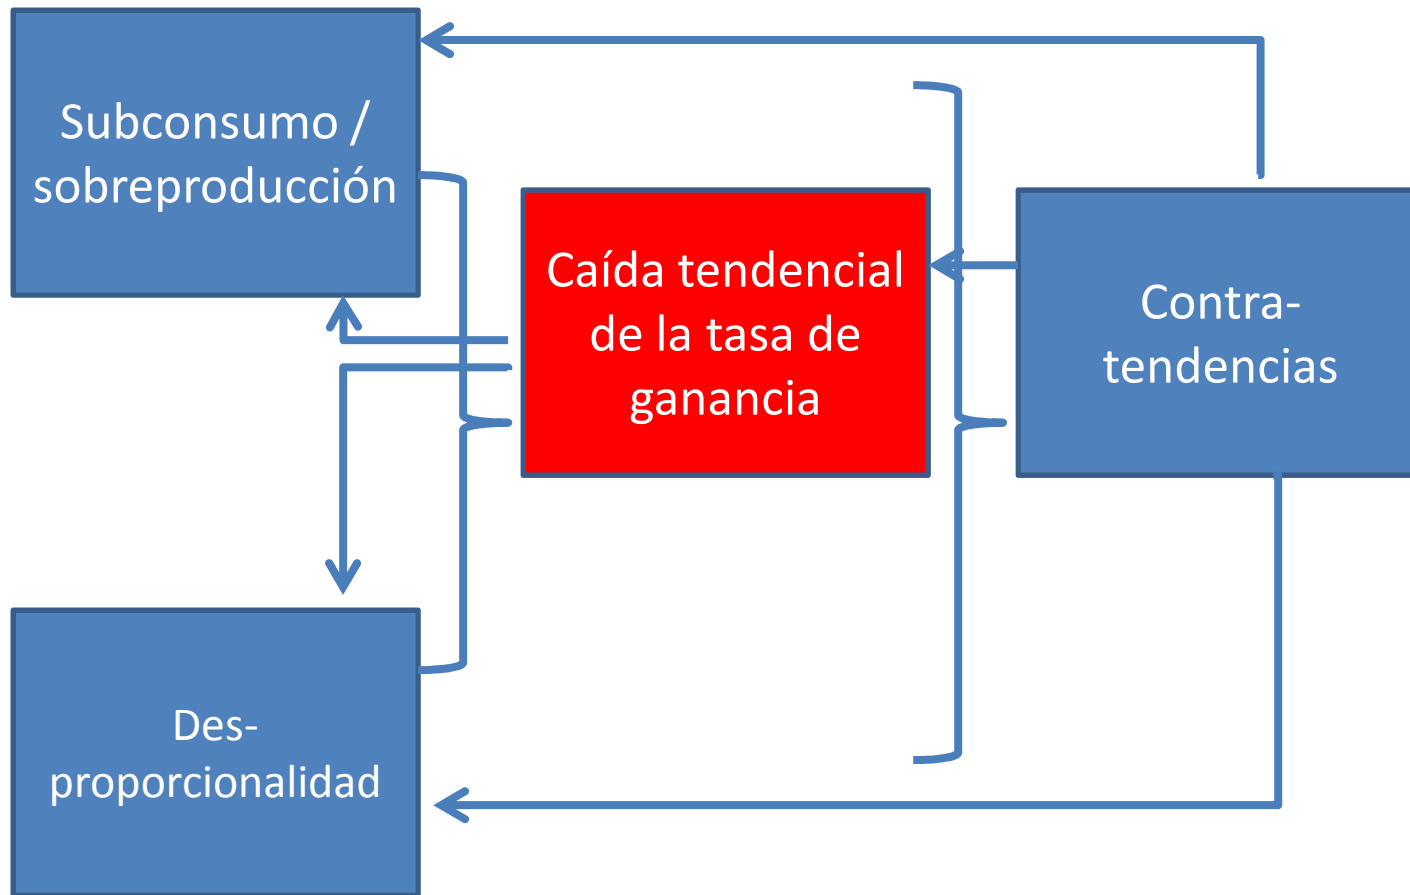 Subconsumo /
sobreproducción
Caída tendencial
de la tasa de
ganancia
Contra-
tendencias
Des-
proporcionalidad